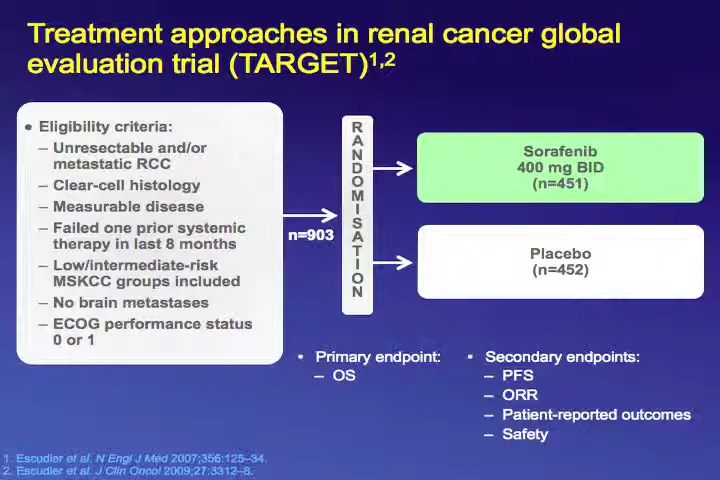 Treatment approaches in renal cancer global
evaluation trial (TARGET)1,2
• Eligibility criteria:
– Unresectable and/or
metastatic RCC
– Clear-cell histology
– Measurable disease
– Failed one prior systemic
therapy in last 8 months
– Low/intermediate-risk
MSKCC groups included
– No brain metastases
– ECOG performance status
0 or 1
n=903
RANDOMISATION
Sorafenib
400 mg BID
(n=451)
Placebo
(n=452)
• Primary endpoint:
– OS
• Secondary endpoints:
– PFS
– ORR
– Patient-reported outcomes
– Safety
1. Escudier et al. N Engl J Med 2007;356:125–34.
2. Escudier et al. J Clin Oncol 2009;27:3312–8.